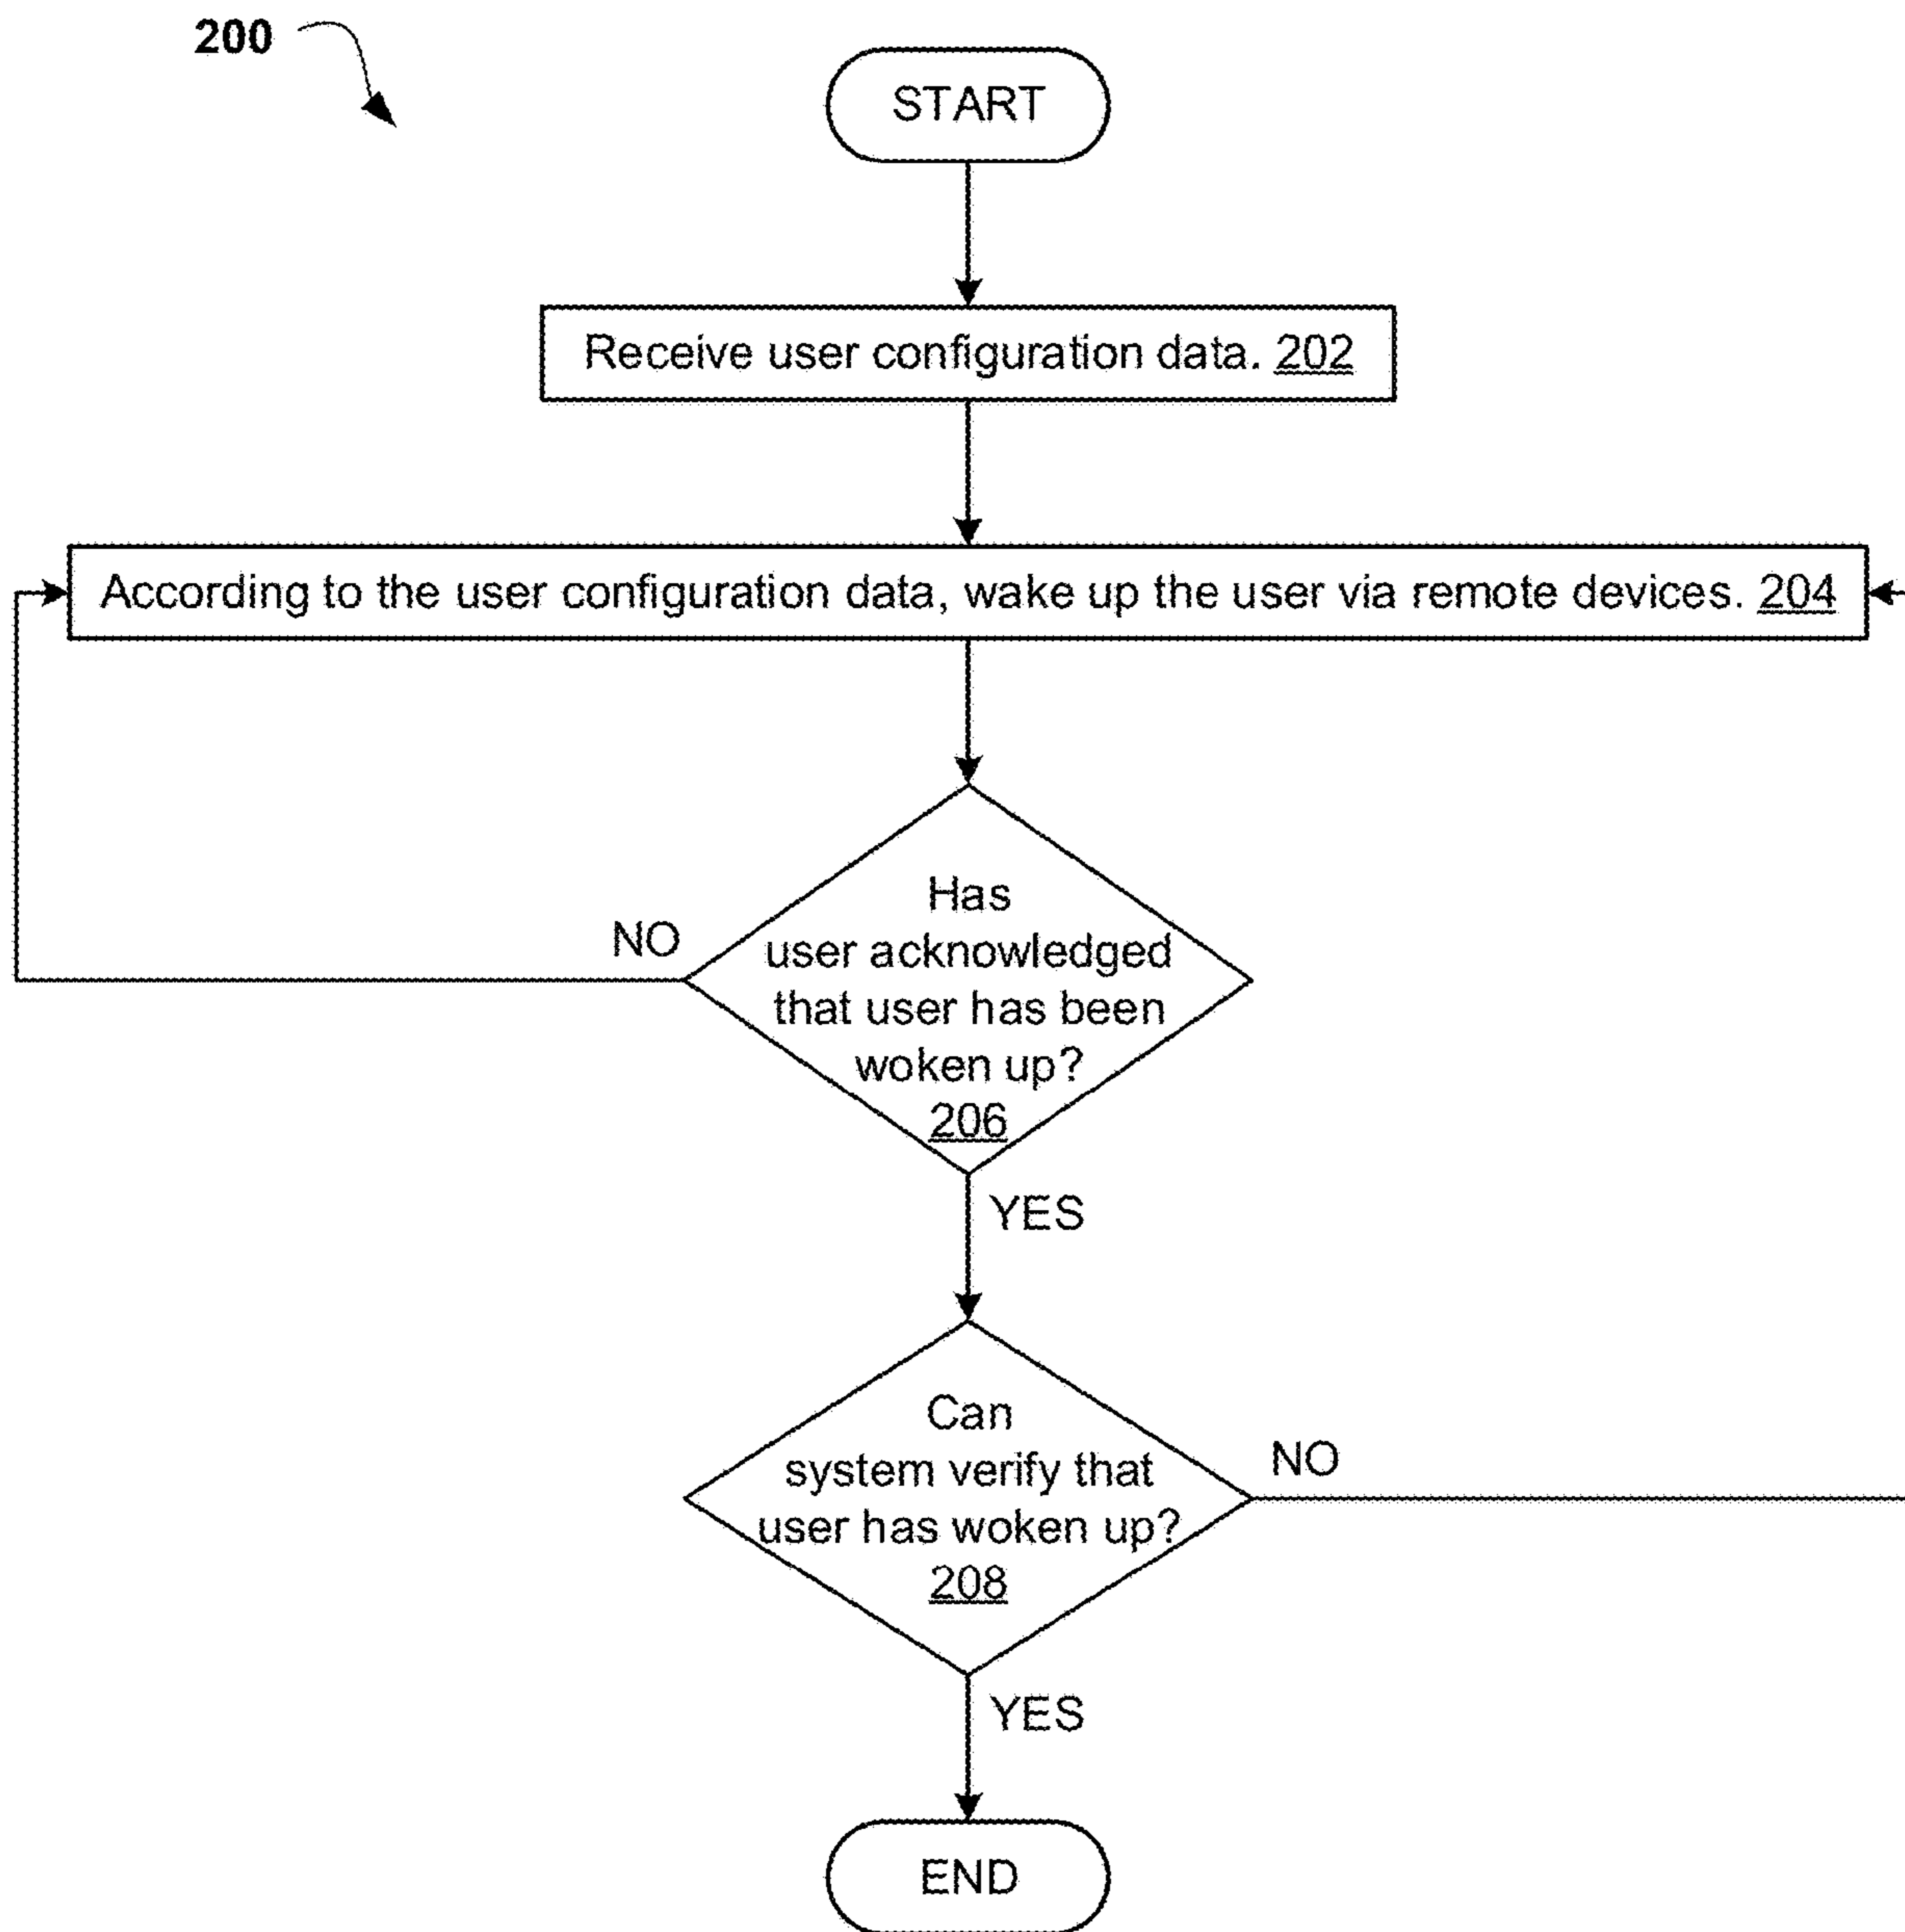 200
START
Receive user configuration data. 202
According to the user configuration data, wake up the user via remote devices. 204
Has
user acknowledged
that user has been
woken up?
206
NO
YES
Can
system verify that
user has woken up?
208
NO
YES
END